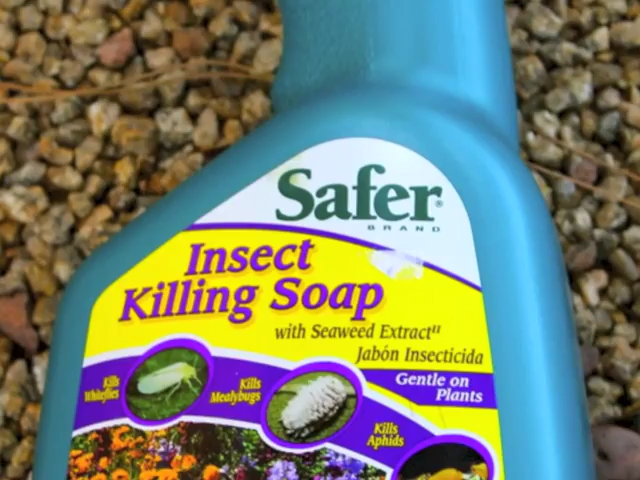 Safer®
BRAND
Insect
Killing Soap
with Seaweed Extract II
Jabón Insecticida
Gentle on
Plants
Kills
Whiteflies
Kills
Mealybugs
Kills
Aphids